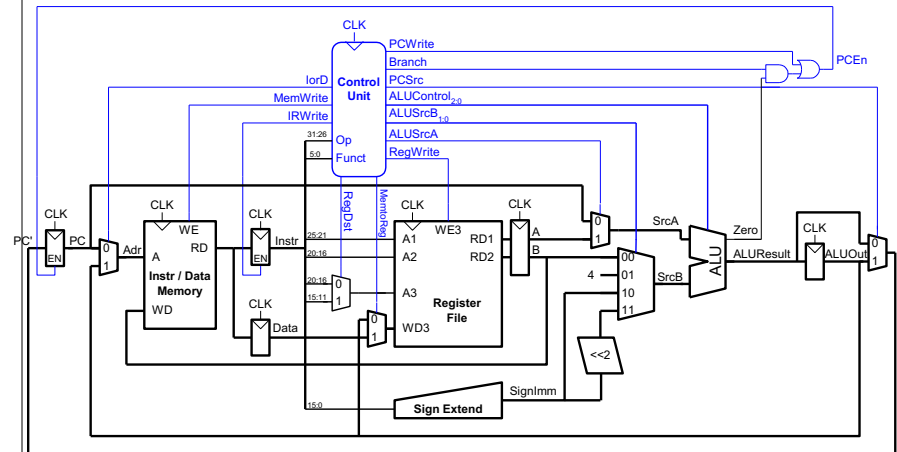 CLK
PCWrite
Branch
PCEn
IorD
Control
Unit
PCSrc
MemWrite
ALUControl2:0
IRWrite
ALUSrcB1:0
31:26
Op
ALUSrcA
5:0
Funct
RegWrite
RegDst
MemtoReg
CLK
CLK
CLK
CLK
CLK
PC'
PC
EN
0
1
Adr
WE
A
RD
Instr / Data
Memory
WD
EN
Instr
CLK
Data
25:21
20:16
20:16
15:11
0
1
0
1
WE3
A1
RD1
A2
RD2
A3
Register
File
WD3
A
B
0
1
SrcA
4
00
01
10
11
SrcB
<<2
ALU
Zero
ALUResult
CLK
ALUOut
0
1
SignImm
15:0
Sign Extend